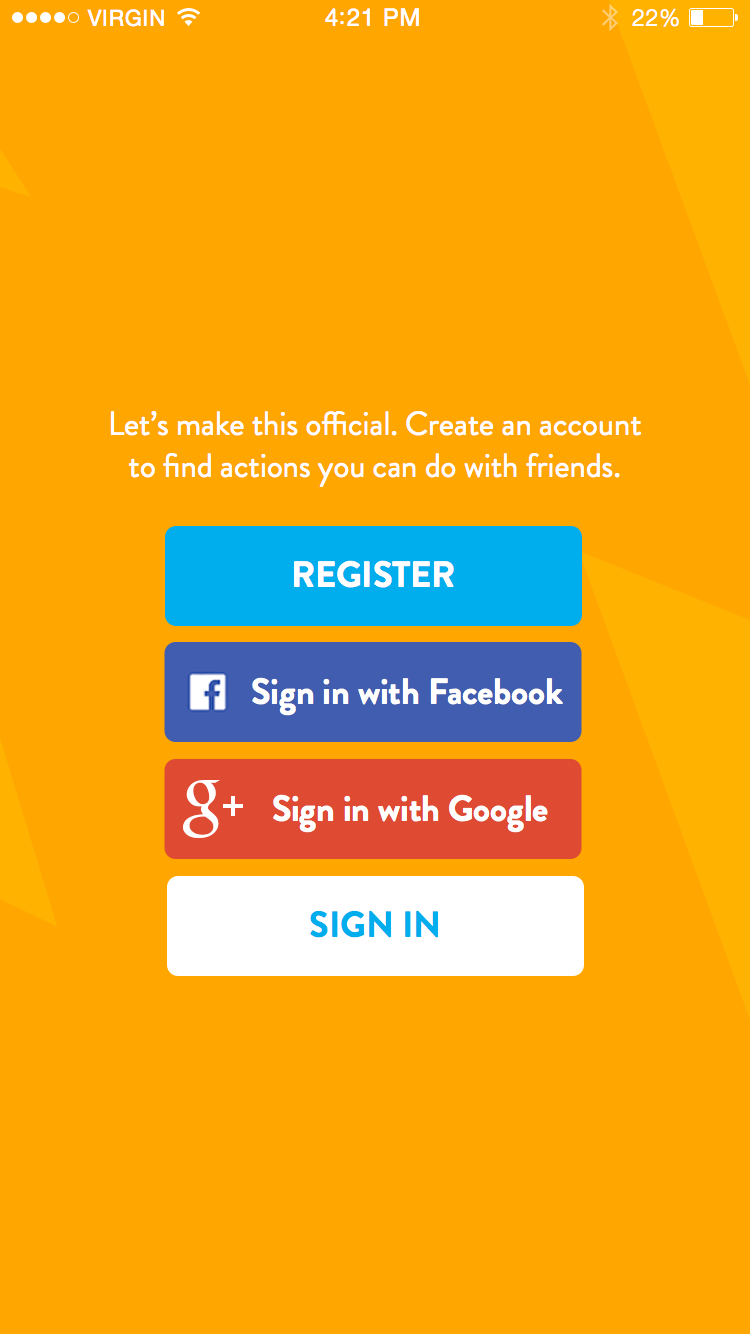 VIRGIN 4:21 PM 22%
Let's make this official. Create an account
to find actions you can do with friends.
REGISTER
Sign in with Facebook
g+ Sign in with Google
SIGN IN